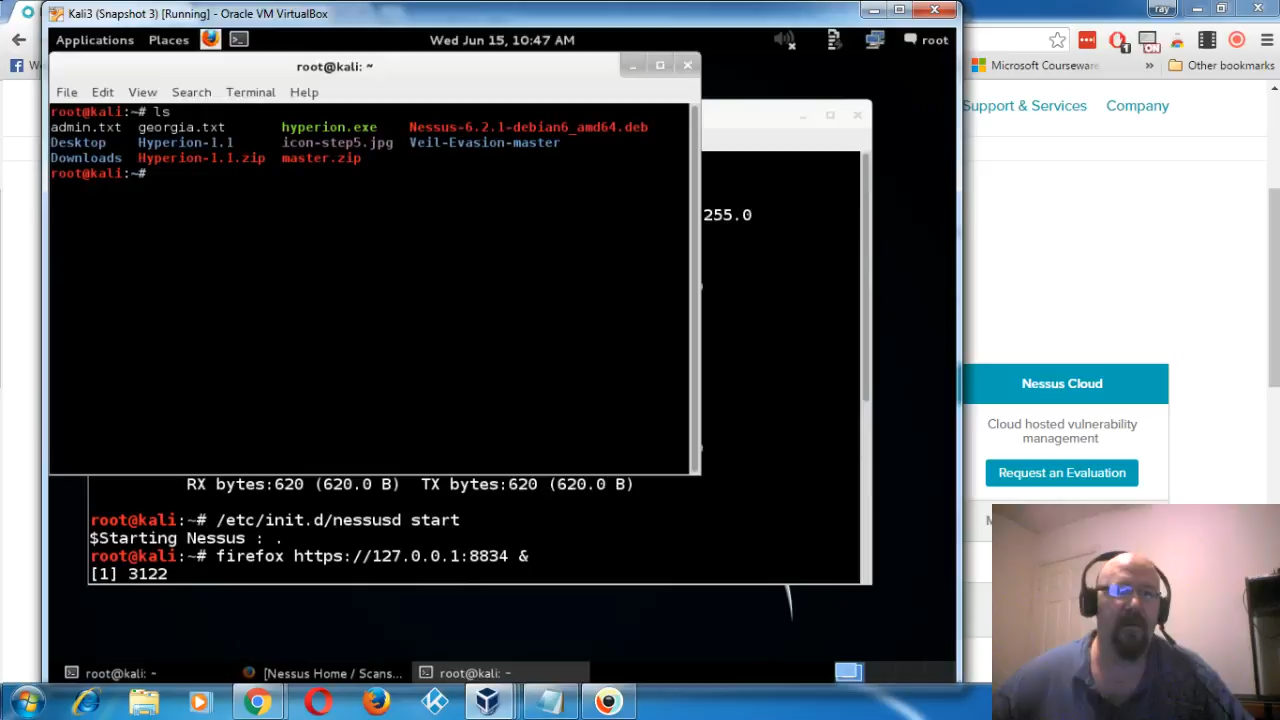 Kali3 (Snapshot 3) [Running] - Oracle VM VirtualBox
ray
Applications Places Wed Jun 15, 10:47 AM root
root@kali: ~
File Edit View Search Terminal Help
Microsoft Courseware » Other bookmarks
Support & Services Company
root@kali:~# ls
admin.txt georgia.txt hyperion.exe Nessus-6.2.1-debian6_amd64.deb
Desktop Hyperion-1.1 icon-step5.jpg Veil-Evasion-master
Downloads Hyperion-1.1.zip master.zip
root@kali:~#
255.0
RX bytes:620 (620.0 B) TX bytes:620 (620.0 B)
root@kali:~# /etc/init.d/nessusd start
$Starting Nessus : .
root@kali:~# firefox https://127.0.0.1:8834 &
[1] 3122
Nessus Cloud
Cloud hosted vulnerability
management
Request an Evaluation
root@kali: ~ [Nessus Home / Scans... root@kali: ~